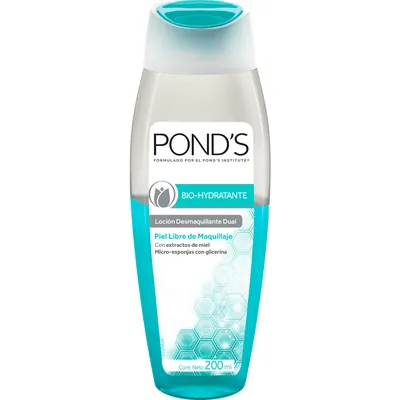 POND'S
FORMULADO POR EL POND'S INSTITUTE*
BIO-HYDRATANTE
Loción Desmaquillante Dual
Piel Libre de Maquillaje
Con extractos de miel
Micro-esponjas con glicerina
Cont. Neto 200 ml